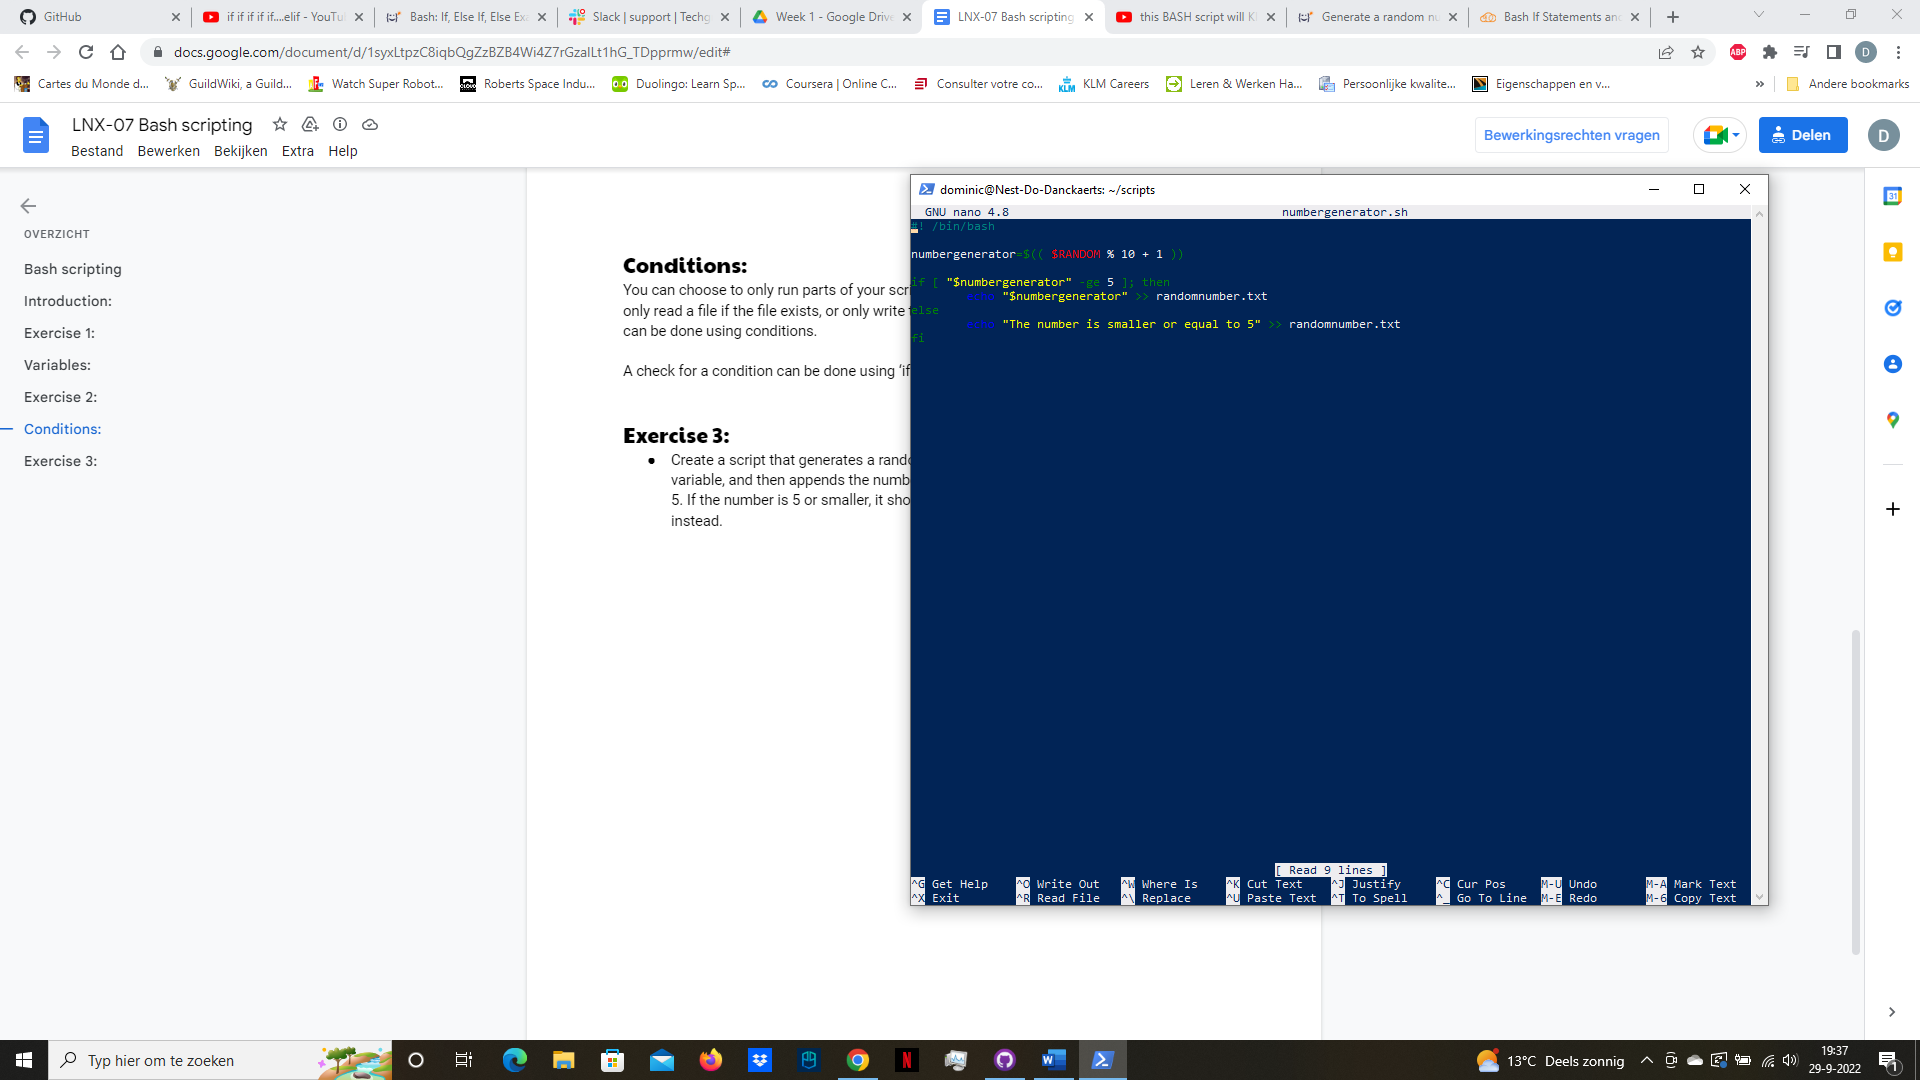 GitHub
if if if if if....elif - YouTu
Bash: If, Else If, Else Exa
Slack | support | Techg
Week 1 - Google Drive
LNX-07 Bash scripting
this BASH script will K
Generate a random nu
Bash If Statements and
docs.google.com/document/d/1syxLtpzC8iqbQgZzBZB4Wi4Z7rGzalLt1hG_TDpprmw/edit#
ABP
D
Cartes du Monde d...
GuildWiki, a Guild...
Watch Super Robot...
Roberts Space Indu...
Duolingo: Learn Sp...
Coursera | Online C...
Consulter votre co...
KLM Careers
Leren & Werken Ha...
Persoonlijke kwalite...
Eigenschappen en v...
»
Andere bookmarks
LNX-07 Bash scripting
Bestand Bewerken Bekijken Extra Help
Bewerkingsrechten vragen
Delen
D
OVERZICHT
Bash scripting
Introduction:
Exercise 1:
Variables:
Exercise 2:
Conditions:
Exercise 3:
Conditions:
You can choose to only run parts of your scr
only read a file if the file exists, or only write
can be done using conditions.
A check for a condition can be done using ‘if
Exercise 3:
● Create a script that generates a rando
variable, and then appends the numb
5. If the number is 5 or smaller, it sho
instead.
dominic@Nest-Do-Danckaerts: ~/scripts
GNU nano 4.8 numbergenerator.sh
#! /bin/bash
numbergenerator=$(( $RANDOM % 10 + 1 ))
if [ "$numbergenerator" -ge 5 ]; then
echo "$numbergenerator" >> randomnumber.txt
else
echo "The number is smaller or equal to 5" >> randomnumber.txt
fi
[ Read 9 lines ]
^G Get Help ^O Write Out ^W Where Is ^K Cut Text ^J Justify ^C Cur Pos M-U Undo M-A Mark Text
^X Exit ^R Read File ^\ Replace ^U Paste Text ^T To Spell ^_ Go To Line M-E Redo M-6 Copy Text
31
Typ hier om te zoeken
13°C Deels zonnig
19:37
29-9-2022
1